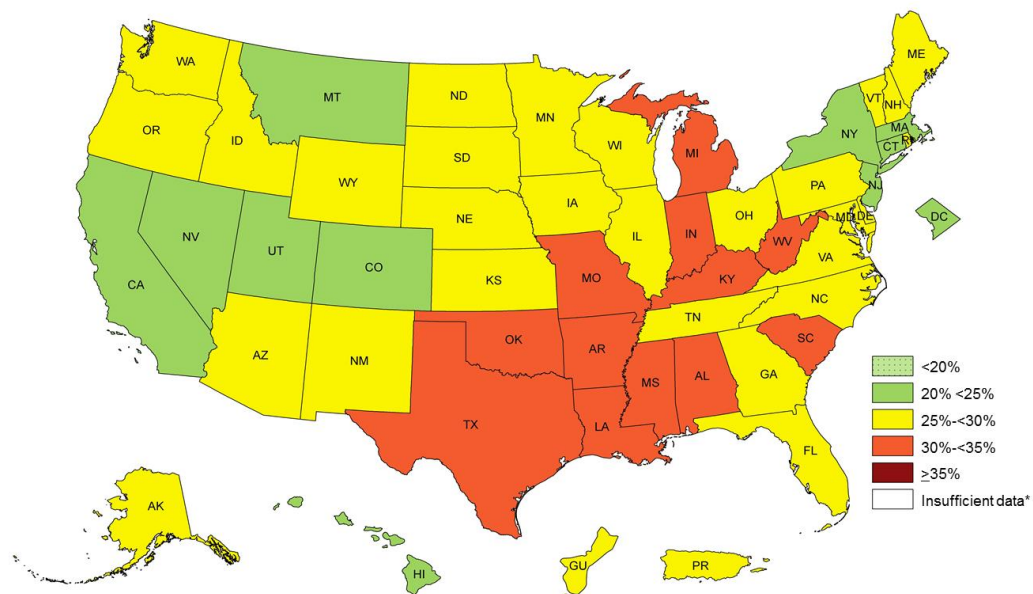 WA
OR
ID
MT
WY
ND
SD
NE
KS
MN
IA
WI
IL
MI
IN
OH
PA
NY
VT
NH
ME
MA
CT
R
NJ
DE
MD
DC
VA
WV
KY
NC
SC
TN
GA
FL
AL
MS
LA
AR
MO
OK
TX
NM
AZ
CO
UT
NV
CA
AK
HI
GU
PR
<20%
20% <25%
25%-<30%
30%-<35%
≥35%
Insufficient data*